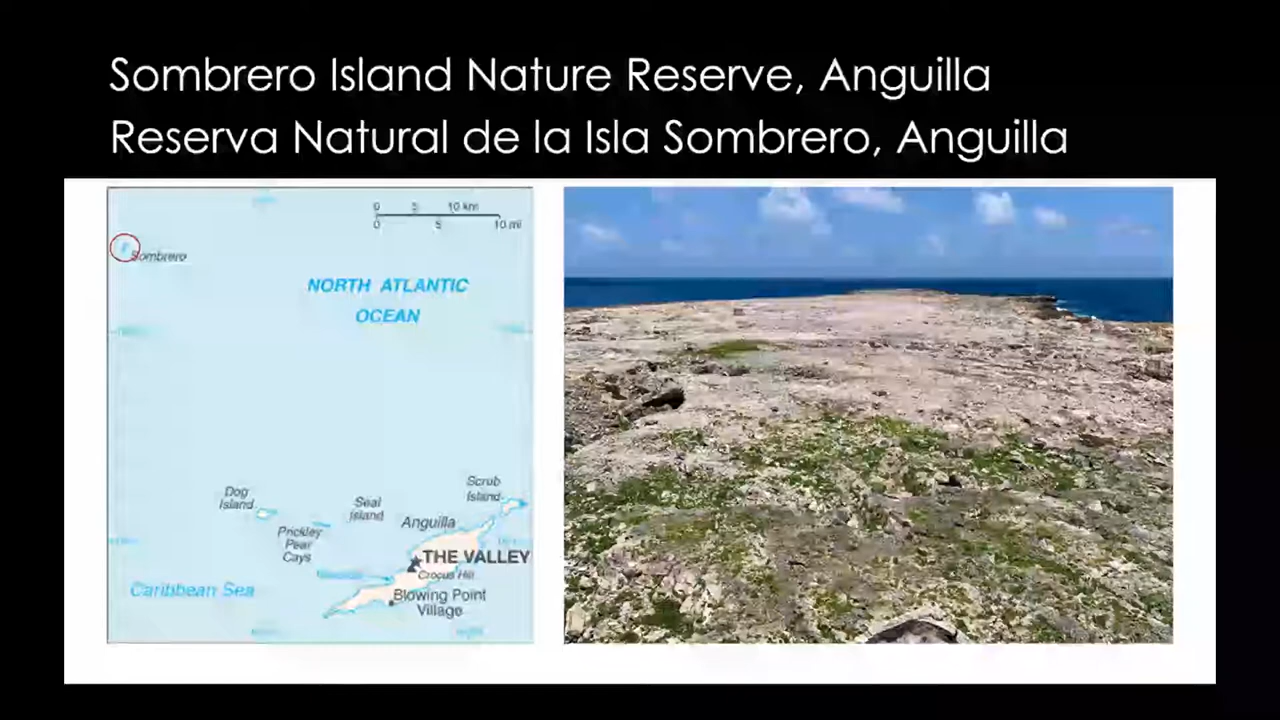 Sombrero Island Nature Reserve, Anguilla
Reserva Natural de la Isla Sombrero, Anguilla
0 5 10 km
0 5 10 mi
Sombrero
NORTH ATLANTIC
OCEAN
Scrub
Island
Dog
Island
Seal
Island
Anguilla
Prickley
Pear
Cays
THE VALLEY
Crocus Hill
Caribbean Sea
Blowing Point
Village